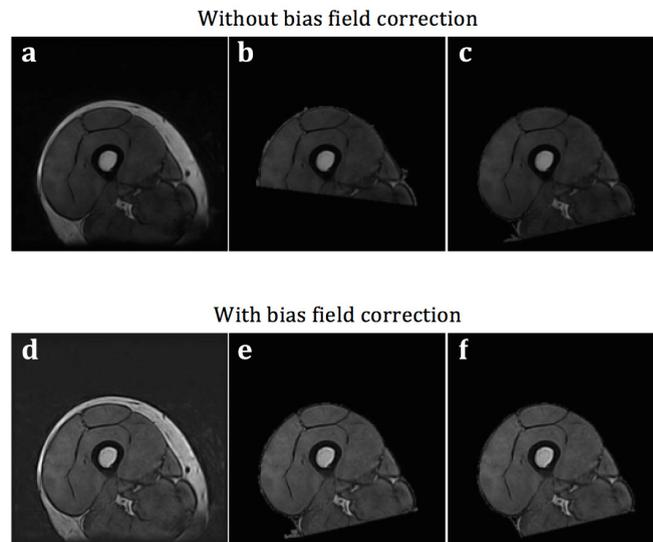 Without bias field correction
a b c
With bias field correction
d e f